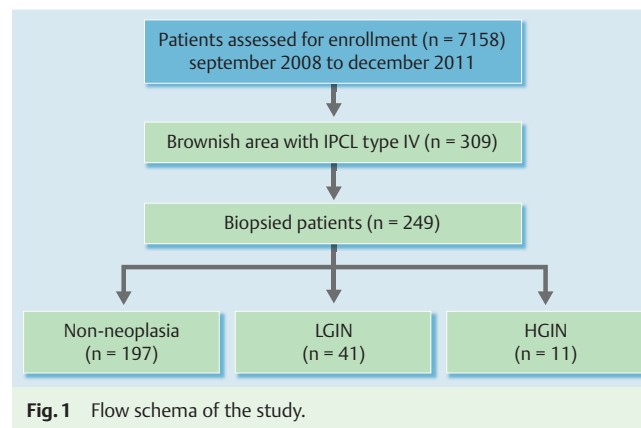 Patients assessed for enrollment (n = 7158)
september 2008 to december 2011
Brownish area with IPCL type IV (n = 309)
Biopsied patients (n = 249)
Non-neoplasia
(n = 197)
LGIN
(n = 41)
HGIN
(n = 11)
Fig. 1 Flow schema of the study.